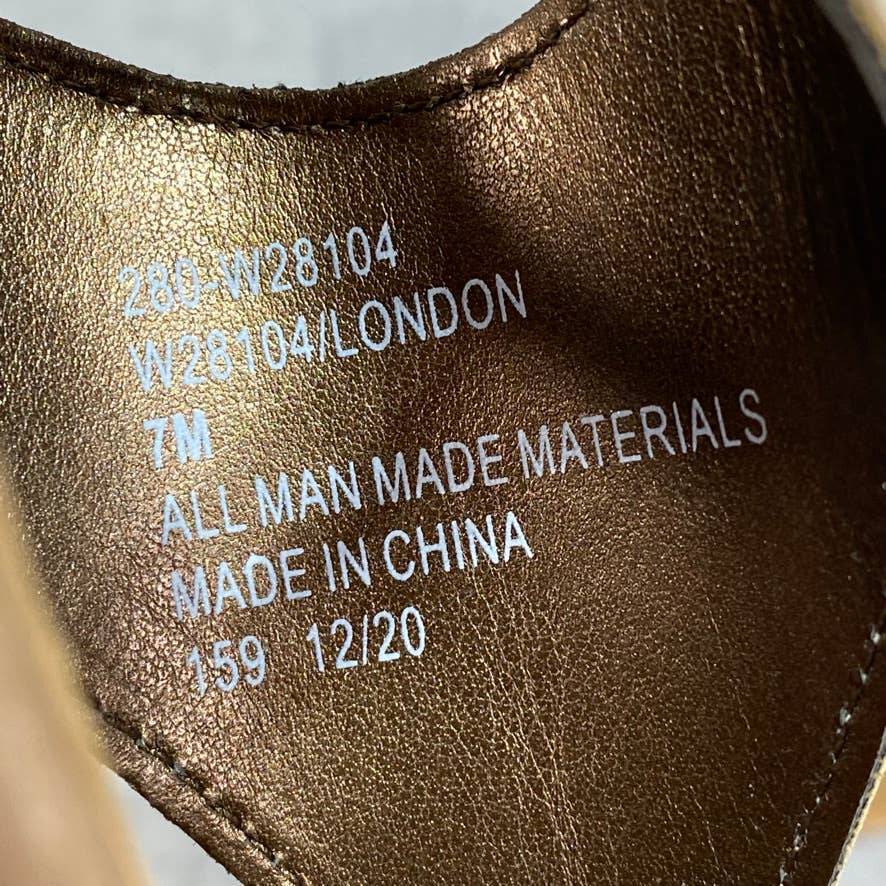 280-W28104
W28104/LONDON
7M
ALL MAN MADE MATERIALS
MADE IN CHINA
159 12/20